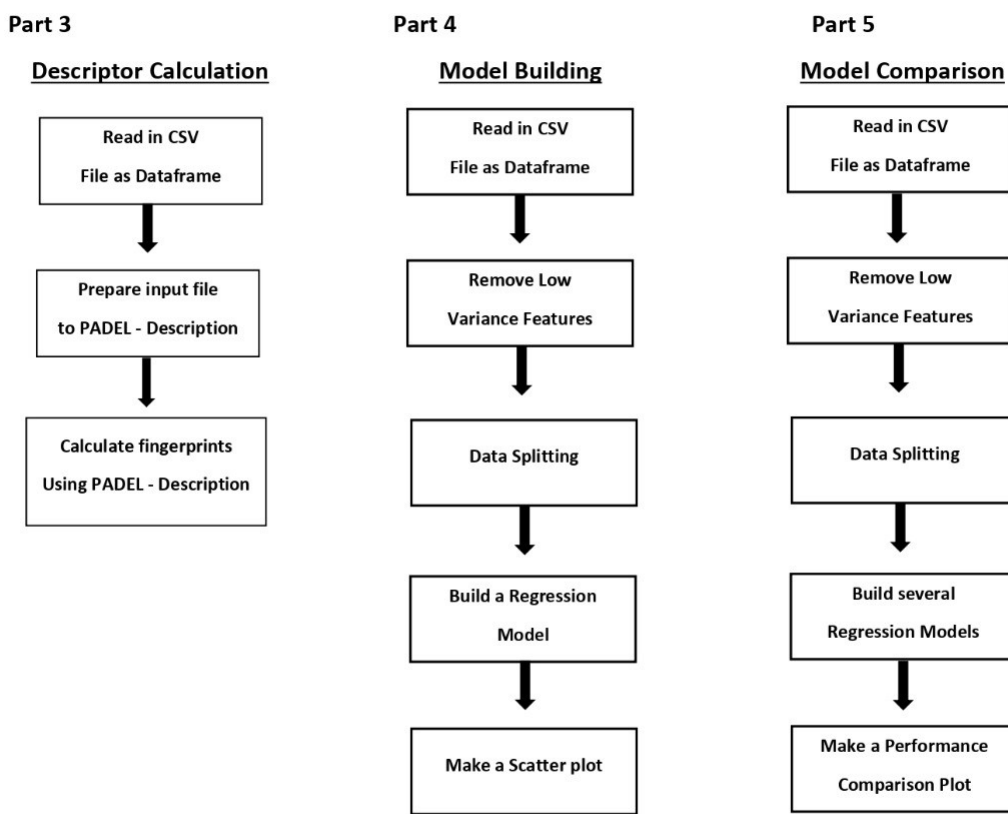 Part 3
Descriptor Calculation
Read in CSV
File as Dataframe
Prepare input file
to PADEL - Description
Calculate fingerprints
Using PADEL - Description
Part 4
Model Building
Read in CSV
File as Dataframe
Remove Low
Variance Features
Data Splitting
Build a Regression
Model
Make a Scatter plot
Part 5
Model Comparison
Read in CSV
File as Dataframe
Remove Low
Variance Features
Data Splitting
Build several
Regression Models
Make a Performance
Comparison Plot